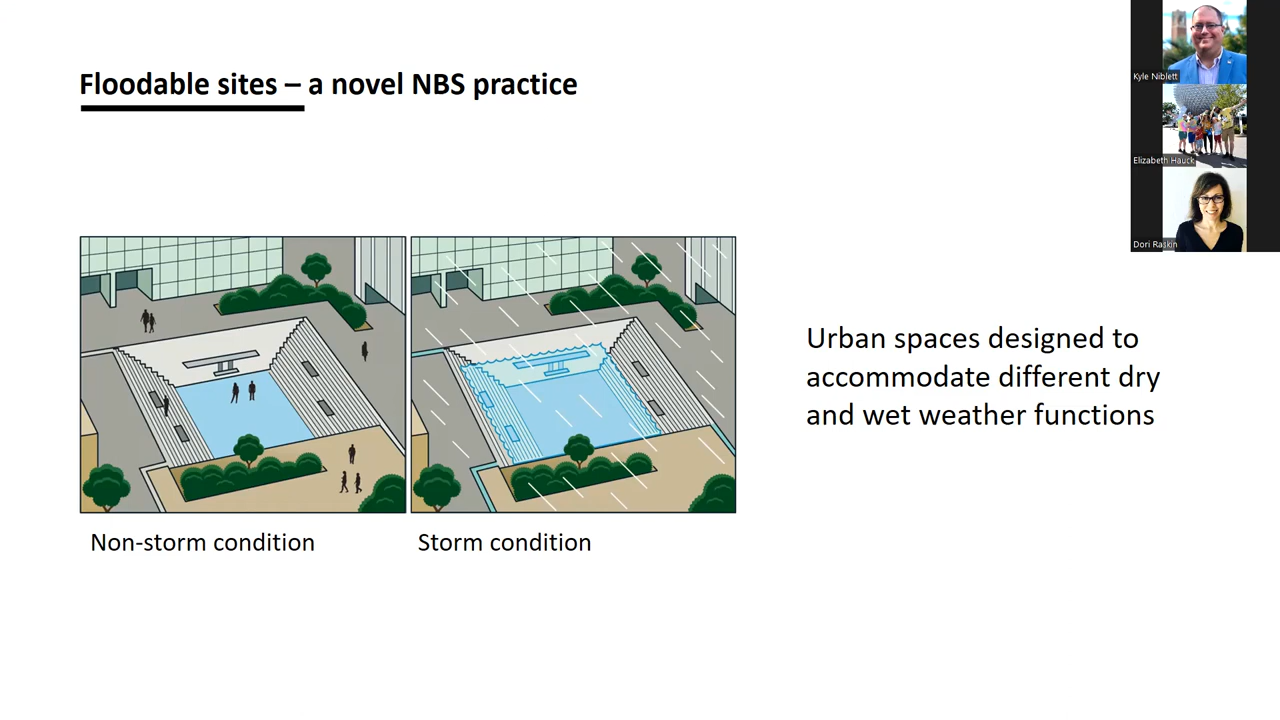 Floodable sites – a novel NBS practice
Kyle Niblett
Elizabeth Hauck
Dori Raskin
Urban spaces designed to
accommodate different dry
and wet weather functions
Non-storm condition
Storm condition